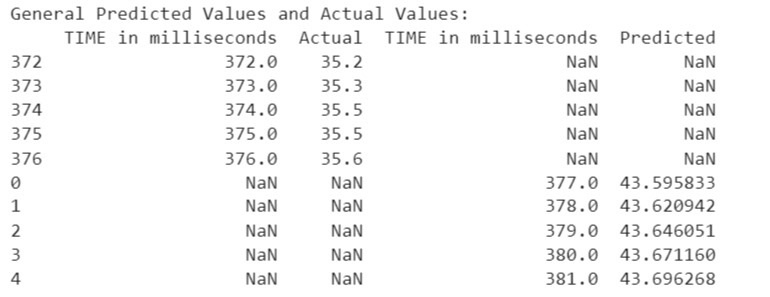 General Predicted Values and Actual Values:
TIME in milliseconds Actual TIME in milliseconds Predicted
372 372.0 35.2 NaN NaN
373 373.0 35.3 NaN NaN
374 374.0 35.5 NaN NaN
375 375.0 35.5 NaN NaN
376 376.0 35.6 NaN NaN
0 NaN NaN 377.0 43.595833
1 NaN NaN 378.0 43.620942
2 NaN NaN 379.0 43.646051
3 NaN NaN 380.0 43.671160
4 NaN NaN 381.0 43.696268